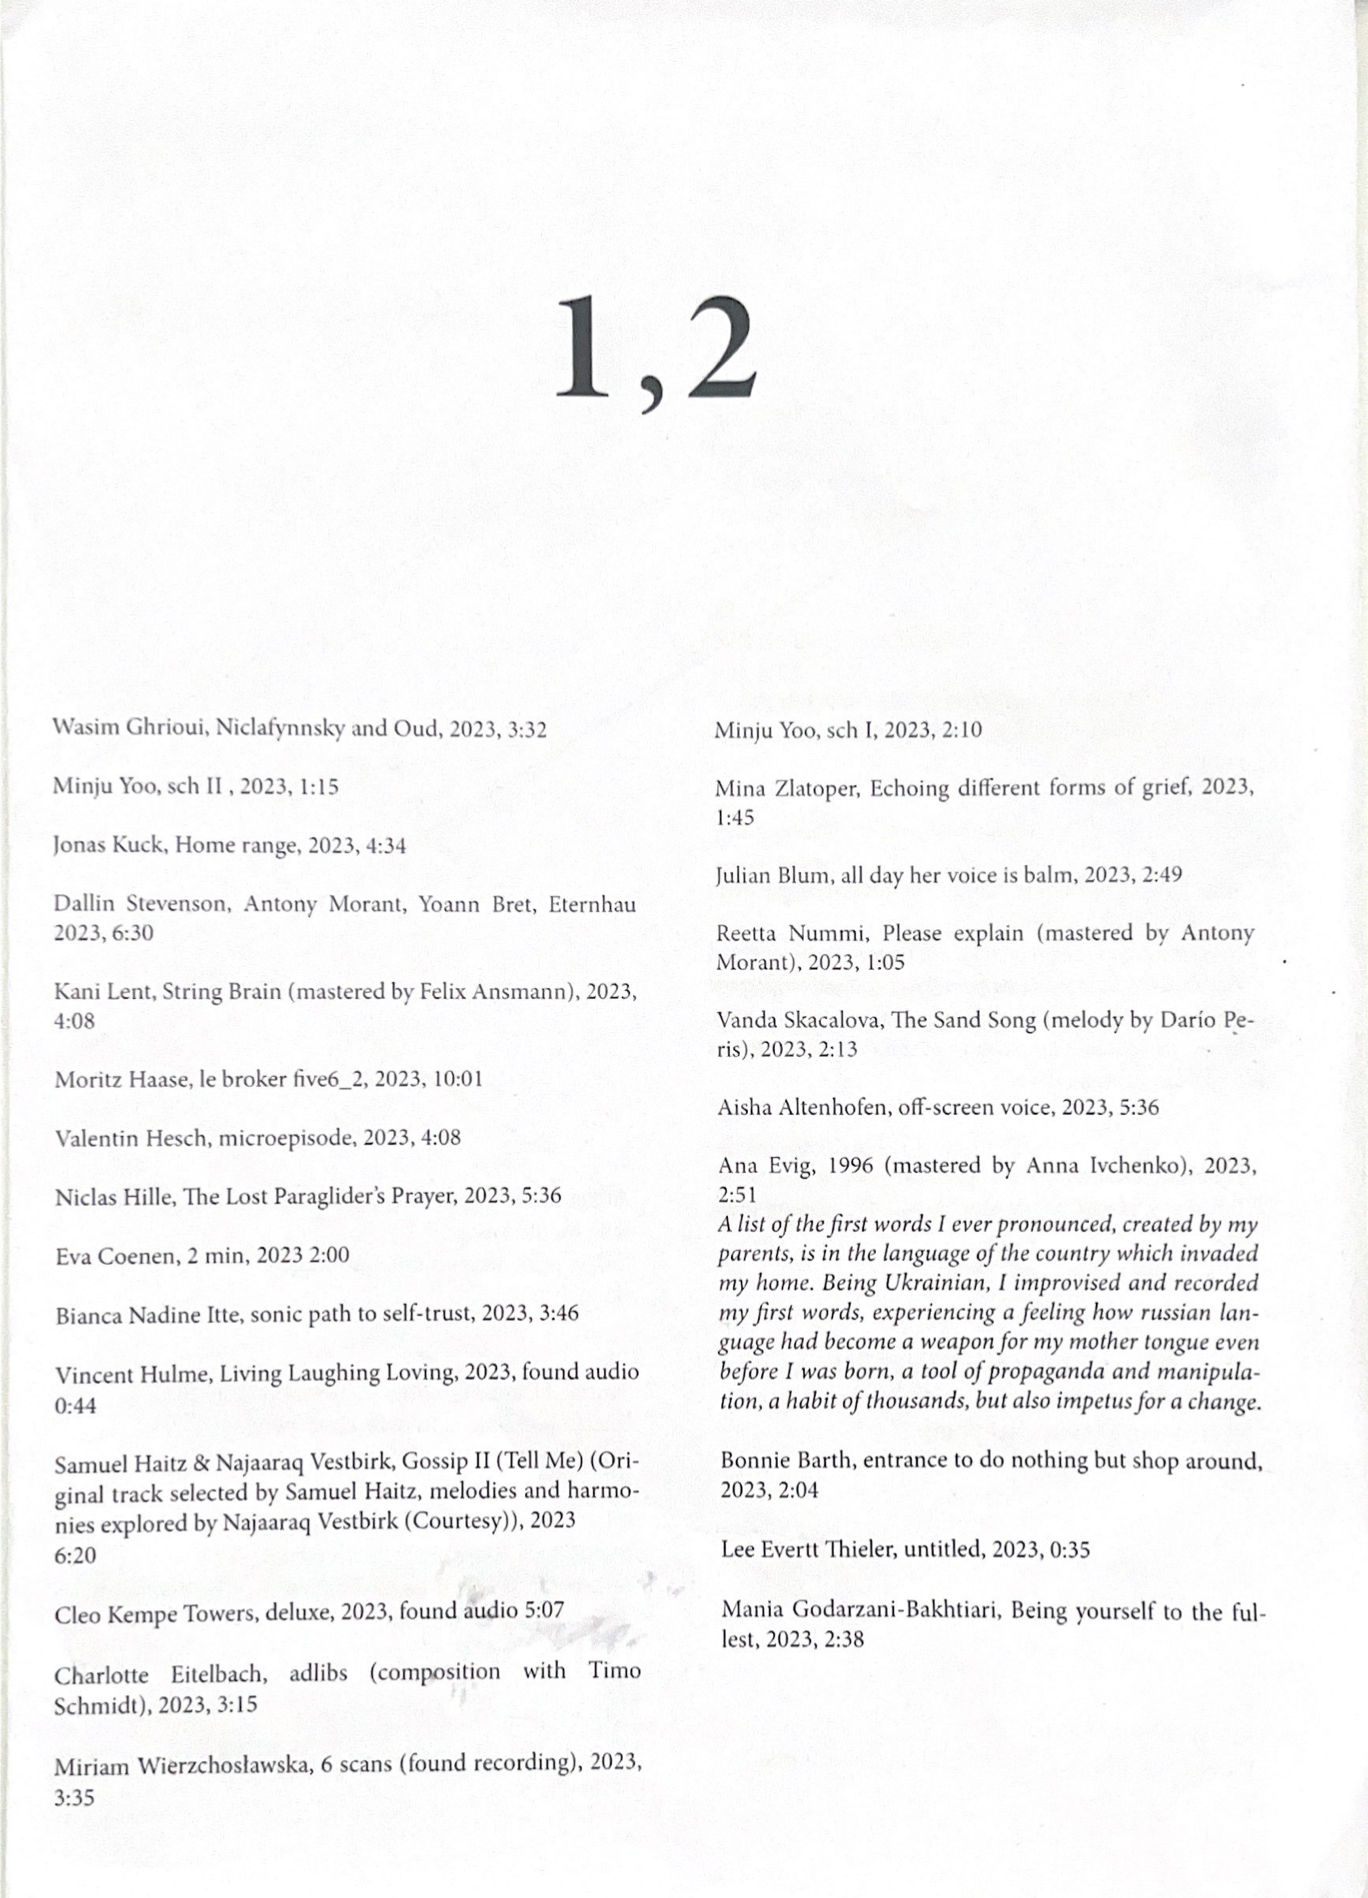 1,2
Wasim Ghrioui, Niclafynnsky and Oud, 2023, 3:32
Minju Yoo, sch II , 2023, 1:15
Jonas Kuck, Home range, 2023, 4:34
Dallin Stevenson, Antony Morant, Yoann Bret, Eternhau
2023, 6:30
Kani Lent, String Brain (mastered by Felix Ansmann), 2023,
4:08
Moritz Haase, le broker five6_2, 2023, 10:01
Valentin Hesch, microepisode, 2023, 4:08
Niclas Hille, The Lost Paraglider’s Prayer, 2023, 5:36
Eva Coenen, 2 min, 2023 2:00
Bianca Nadine Itte, sonic path to self-trust, 2023, 3:46
Vincent Hulme, Living Laughing Loving, 2023, found audio
0:44
Samuel Haitz & Najaaraq Vestbirk, Gossip II (Tell Me) (Ori-
ginal track selected by Samuel Haitz, melodies and harmo-
nies explored by Najaaraq Vestbirk (Courtesy)), 2023
6:20
Cleo Kempe Towers, deluxe, 2023, found audio 5:07
Charlotte Eitelbach, adlibs (composition with Timo
Schmidt), 2023, 3:15
Miriam Wierzchosławska, 6 scans (found recording), 2023,
3:35
Minju Yoo, sch I, 2023, 2:10
Mina Zlatoper, Echoing different forms of grief, 2023,
1:45
Julian Blum, all day her voice is balm, 2023, 2:49
Reetta Nummi, Please explain (mastered by Antony
Morant), 2023, 1:05
Vanda Skacalova, The Sand Song (melody by Darío Pe-
ris), 2023, 2:13
Aisha Altenhofen, off-screen voice, 2023, 5:36
Ana Evig, 1996 (mastered by Anna Ivchenko), 2023,
2:51
A list of the first words I ever pronounced, created by my
parents, is in the language of the country which invaded
my home. Being Ukrainian, I improvised and recorded
my first words, experiencing a feeling how russian lan-
guage had become a weapon for my mother tongue even
before I was born, a tool of propaganda and manipula-
tion, a habit of thousands, but also impetus for a change.
Bonnie Barth, entrance to do nothing but shop around,
2023, 2:04
Lee Evertt Thieler, untitled, 2023, 0:35
Mania Godarzani-Bakhtiari, Being yourself to the ful-
lest, 2023, 2:38